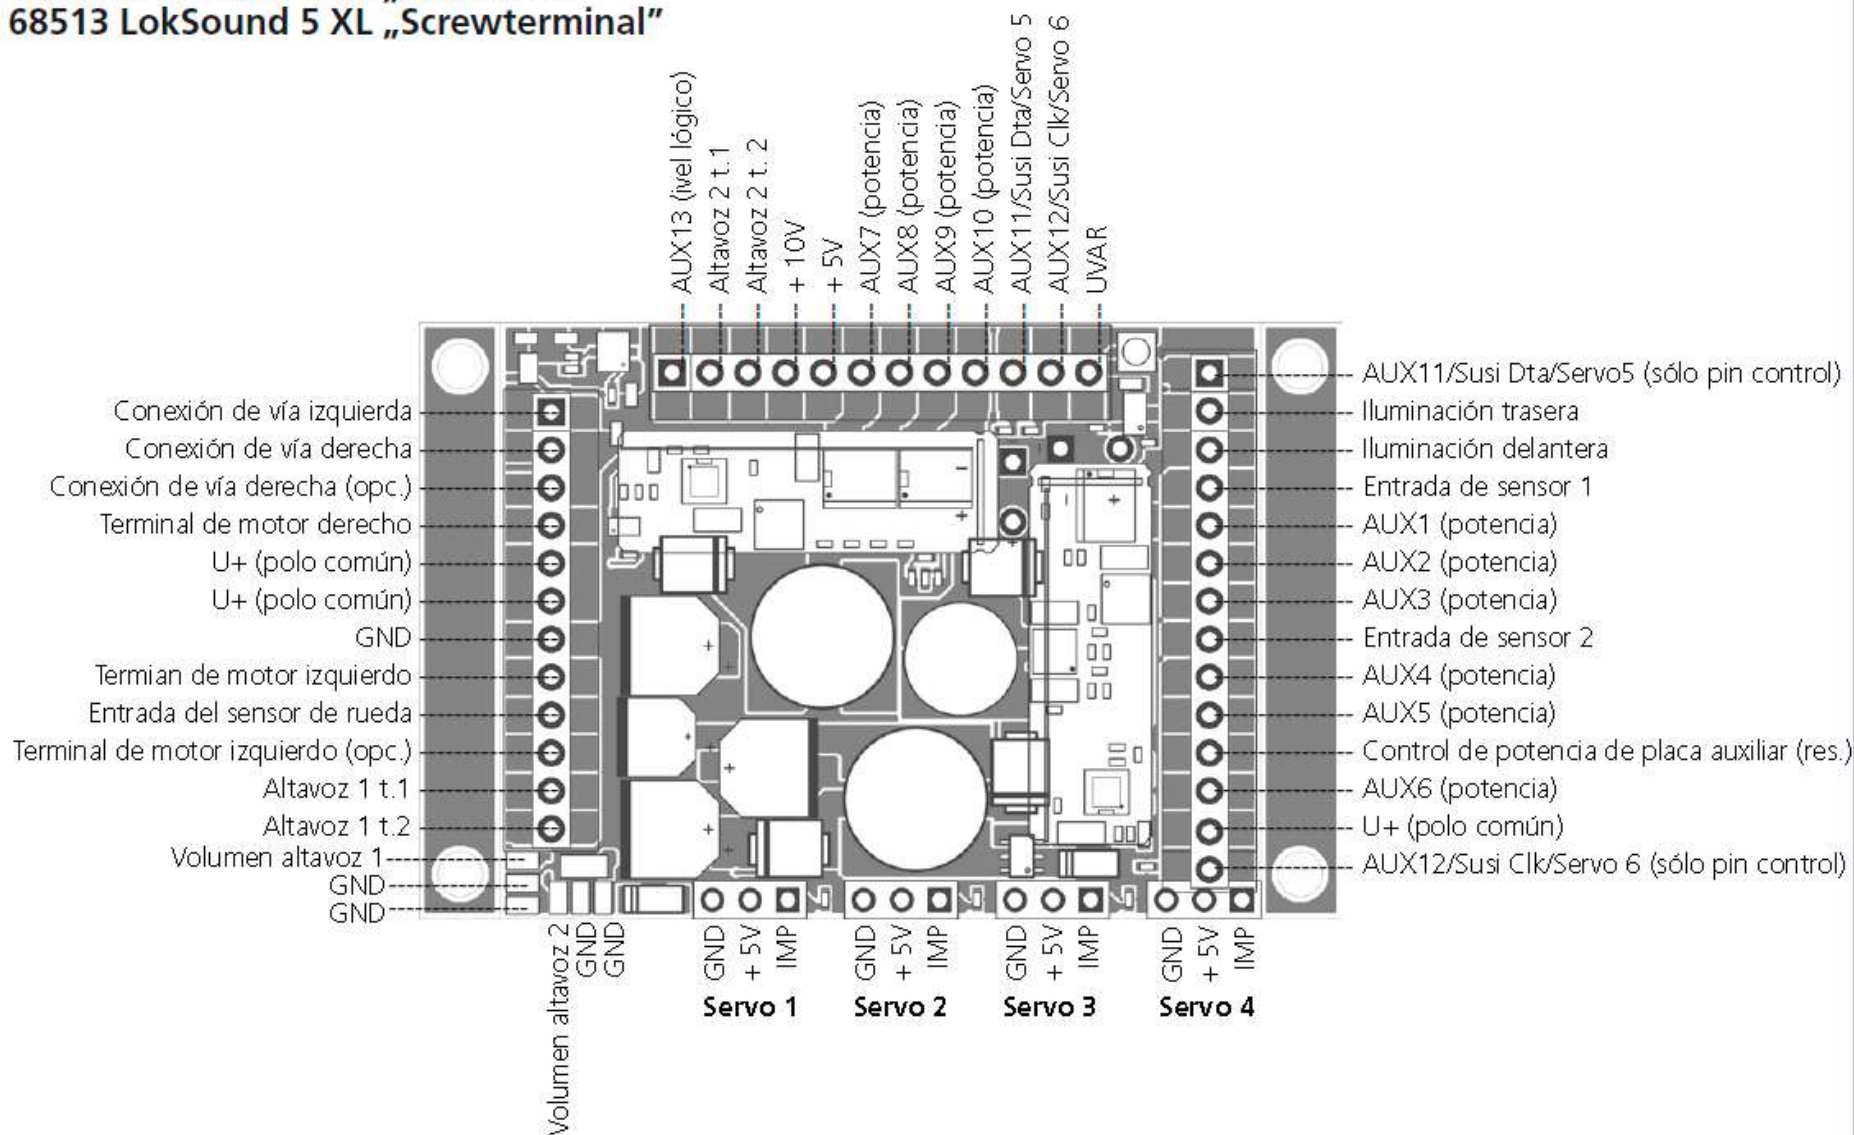 68513 LokSound 5 XL „Screwterminal”
AUX13 (ivel lógico)
Altavoz 2 t.1
Altavoz 2 t. 2
+ 10V
+ 5V
AUX7 (potencia)
AUX8 (potencia)
AUX9 (potencia)
AUX10 (potencia)
AUX11/Susi Dta/Servo 5
AUX12/Susi Clk/Servo 6
UVAR
Conexión de vía izquierda
Conexión de vía derecha
Conexión de vía derecha (opc.)
Terminal de motor derecho
U+ (polo común)
U+ (polo común)
GND
Termian de motor izquierdo
Entrada del sensor de rueda
Terminal de motor izquierdo (opc.)
Altavoz 1 t.1
Altavoz 1 t.2
Volumen altavoz 1
GND
GND
AUX11/Susi Dta/Servo5 (sólo pin control)
Iluminación trasera
Iluminación delantera
Entrada de sensor 1
AUX1 (potencia)
AUX2 (potencia)
AUX3 (potencia)
Entrada de sensor 2
AUX4 (potencia)
AUX5 (potencia)
Control de potencia de placa auxiliar (res.)
AUX6 (potencia)
U+ (polo común)
AUX12/Susi Clk/Servo 6 (sólo pin control)
Volumen altavoz 2
GND
GND
GND
+ 5V
IMP
Servo 1
GND
+ 5V
IMP
Servo 2
GND
+ 5V
IMP
Servo 3
GND
+ 5V
IMP
Servo 4